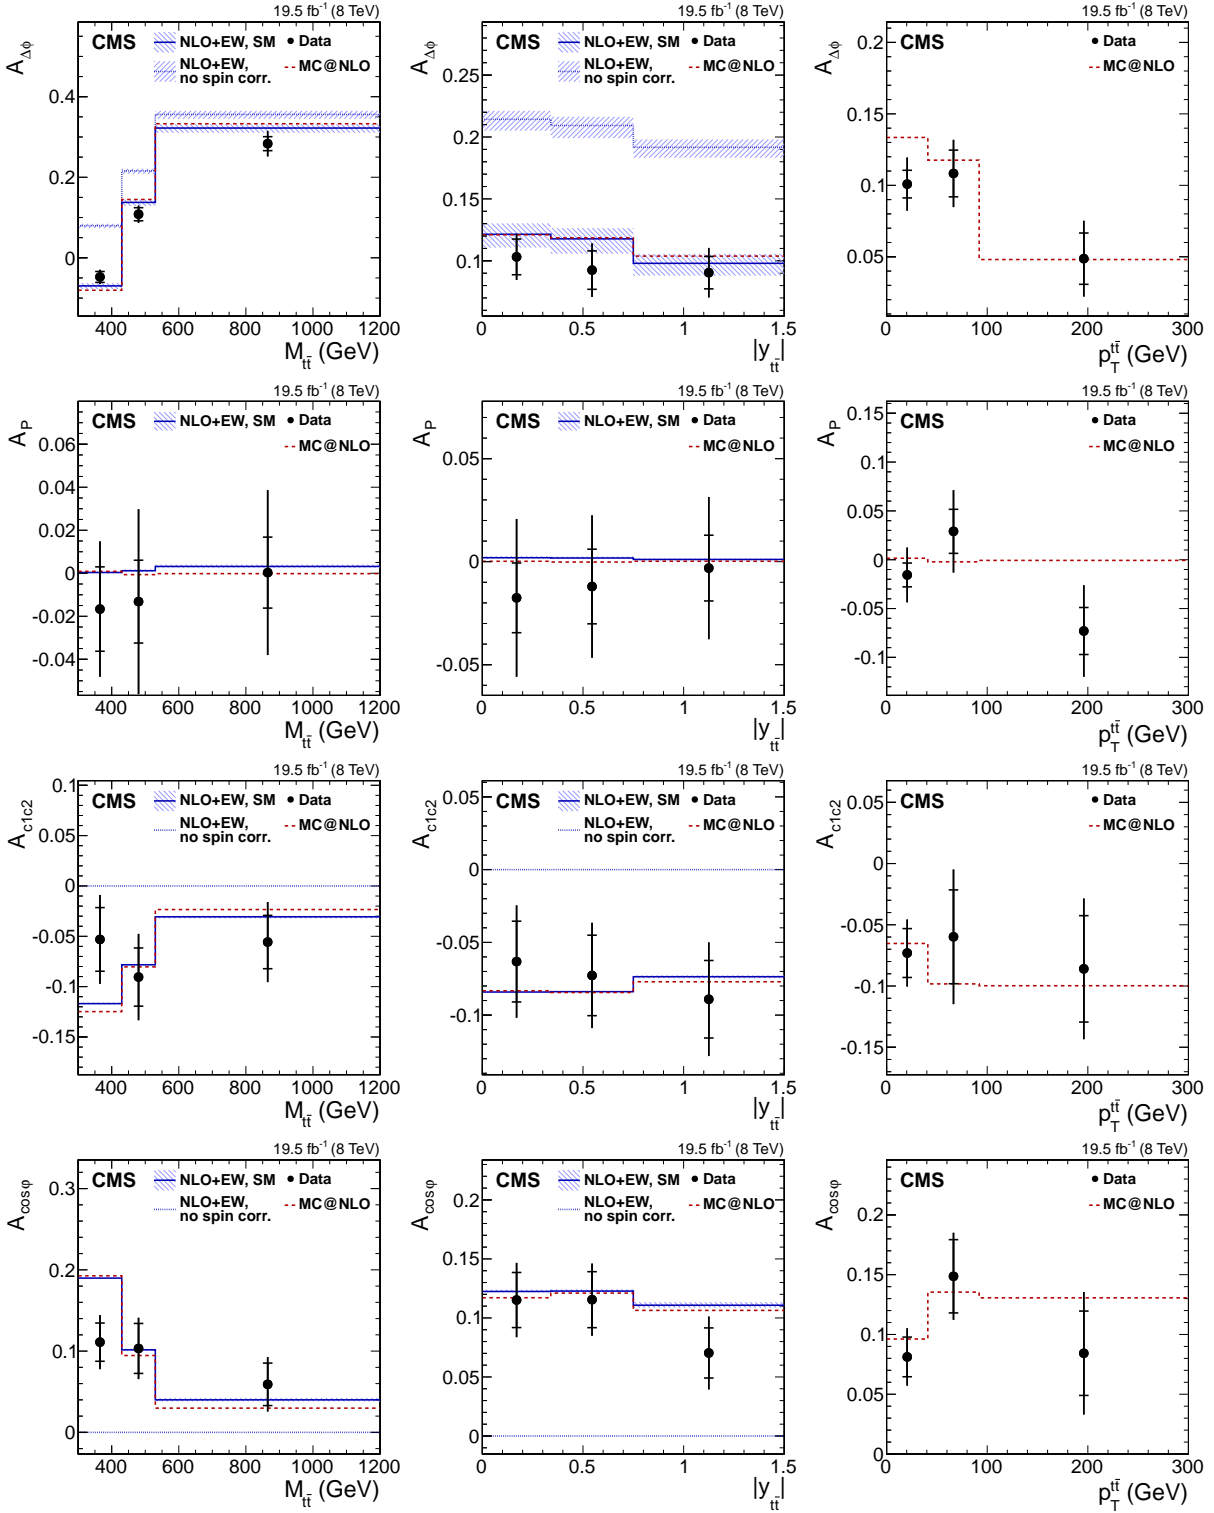 19.5 fb-1 (8 TeV)
CMS
NLO+EW, SM
Data
NLO+EW,
no spin corr.
MC@NLO
AΔϕ
0.4
0.2
0
400 600 800 1000 1200
Mtt̄ (GeV)
19.5 fb-1 (8 TeV)
CMS
NLO+EW, SM
Data
NLO+EW,
no spin corr.
MC@NLO
AΔϕ
0.25
0.2
0.15
0.1
0 0.5 1 1.5
|ytt̄|
19.5 fb-1 (8 TeV)
CMS
Data
MC@NLO
AΔϕ
0.2
0.15
0.1
0.05
0 100 200 300
pTtt̄ (GeV)
19.5 fb-1 (8 TeV)
CMS
NLO+EW, SM
Data
MC@NLO
AP
0.06
0.04
0.02
0
-0.02
-0.04
400 600 800 1000 1200
Mtt̄ (GeV)
19.5 fb-1 (8 TeV)
CMS
NLO+EW, SM
Data
MC@NLO
AP
0.05
0
-0.05
0 0.5 1 1.5
|ytt̄|
19.5 fb-1 (8 TeV)
CMS
Data
MC@NLO
AP
0.15
0.1
0.05
0
-0.05
-0.1
0 100 200 300
pTtt̄ (GeV)
19.5 fb-1 (8 TeV)
CMS
NLO+EW, SM
Data
NLO+EW,
no spin corr.
MC@NLO
Ac1c2
0.1
0.05
0
-0.05
-0.1
-0.15
400 600 800 1000 1200
Mtt̄ (GeV)
19.5 fb-1 (8 TeV)
CMS
NLO+EW, SM
Data
NLO+EW,
no spin corr.
MC@NLO
Ac1c2
0.05
0
-0.05
-0.1
0 0.5 1 1.5
|ytt̄|
19.5 fb-1 (8 TeV)
CMS
Data
MC@NLO
Ac1c2
0.05
0
-0.05
-0.1
-0.15
0 100 200 300
pTtt̄ (GeV)
19.5 fb-1 (8 TeV)
CMS
NLO+EW, SM
Data
NLO+EW,
no spin corr.
MC@NLO
Acosφ
0.3
0.2
0.1
0
400 600 800 1000 1200
Mtt̄ (GeV)
19.5 fb-1 (8 TeV)
CMS
NLO+EW, SM
Data
NLO+EW,
no spin corr.
MC@NLO
Acosφ
0.2
0.15
0.1
0.05
0
0 0.5 1 1.5
|ytt̄|
19.5 fb-1 (8 TeV)
CMS
Data
MC@NLO
Acosφ
0.2
0.15
0.1
0.05
0
0 100 200 300
pTtt̄ (GeV)